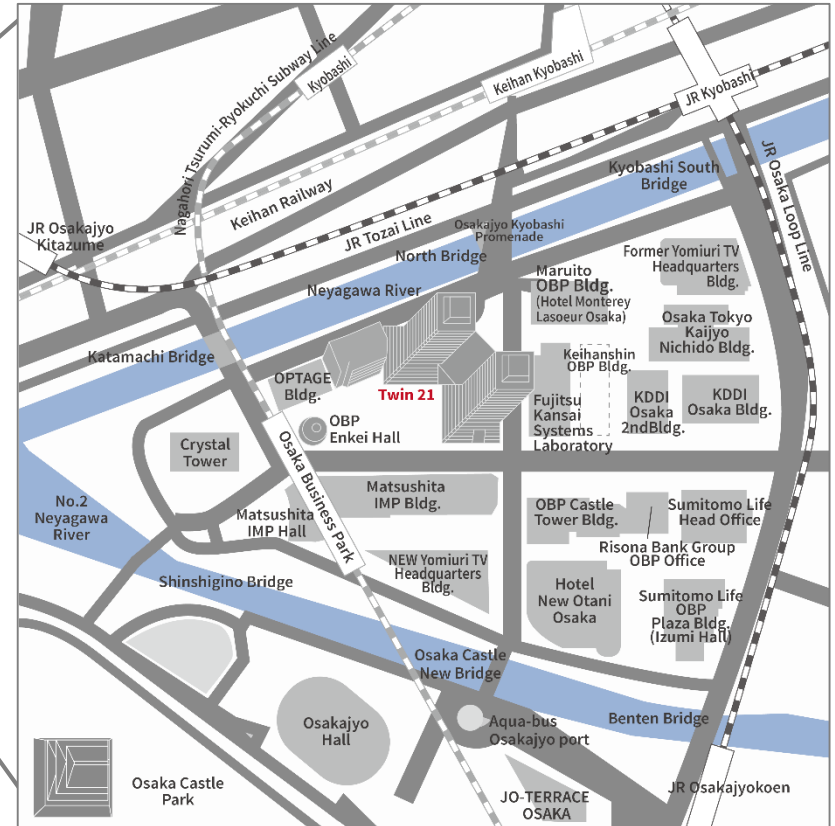 Nagahori Tsurumi-Ryokuchi Subway Line
Kyobashi
Keihan Kyobashi
JR Kyobashi
Kyobashi South
Bridge
JR Osaka Loop Line
Keihan Railway
JR Tozai Line
JR Osakajyo
Kitazume
Osakajyo Kyobashi
Promenade
North Bridge
Neyagawa River
Katamachi Bridge
Maruito
OBP Bldg.
(Hotel Monterey
Lasoeur Osaka)
Former Yomiuri TV
Headquarters
Bldg.
Osaka Tokyo
Kaijyo
Nichido Bldg.
Keihanshin
OBP Bldg.
OPTAGE
Bldg.
Twin 21
Fujitsu
Kansai
Systems
Laboratory
KDDI
Osaka
2ndBldg.
KDDI
Osaka Bldg.
OBP
Enkei Hall
Crystal
Tower
Osaka Business Park
Matsushita
IMP Bldg.
Matsushita
IMP Hall
No.2
Neyagawa
River
OBP Castle
Tower Bldg.
Sumitomo Life
Head Office
Risona Bank Group
OBP Office
NEW Yomiuri TV
Headquarters
Bldg.
Shinshigino Bridge
Hotel
New Otani
Osaka
Sumitomo Life
OBP
Plaza Bldg.
(Izumi Hall)
Osaka Castle
New Bridge
Benten Bridge
Osakajyo
Hall
Aqua-bus
Osakajyo port
Osaka Castle
Park
JO-TERRACE
OSAKA
JR Osakajyokoen